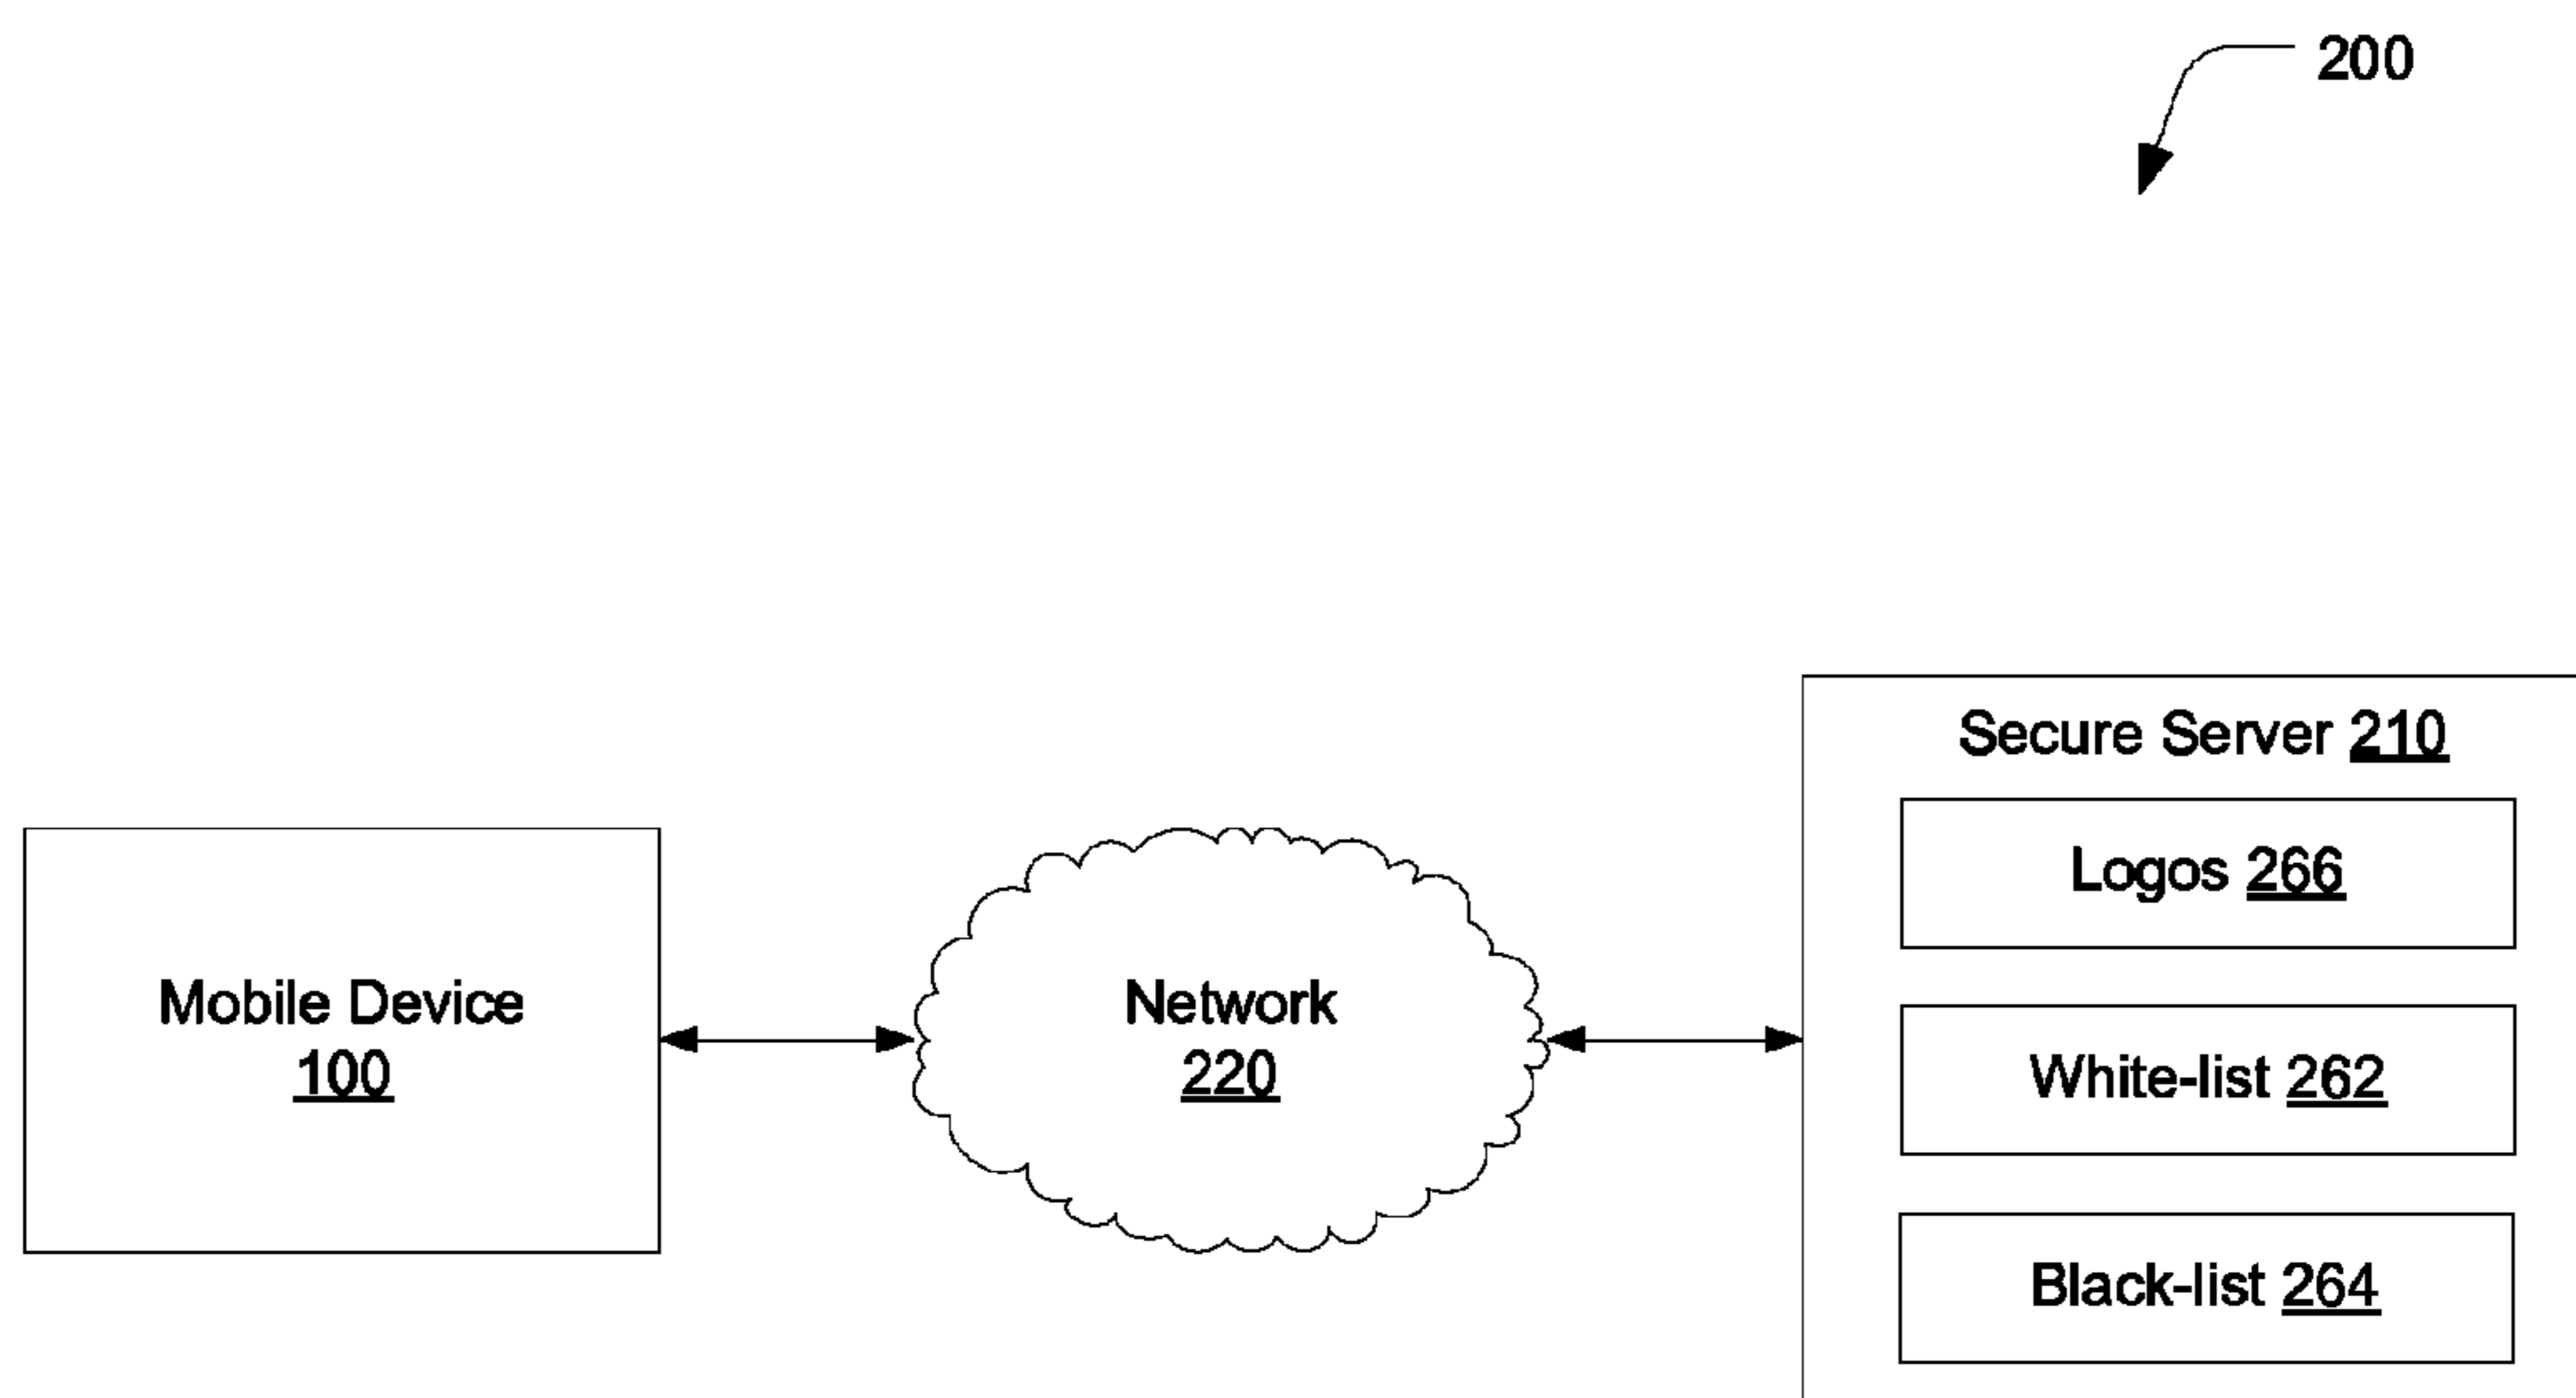 200
Secure Server 210
Logos 266
Mobile Device
100
Network
220
White-list 262
Black-list 264